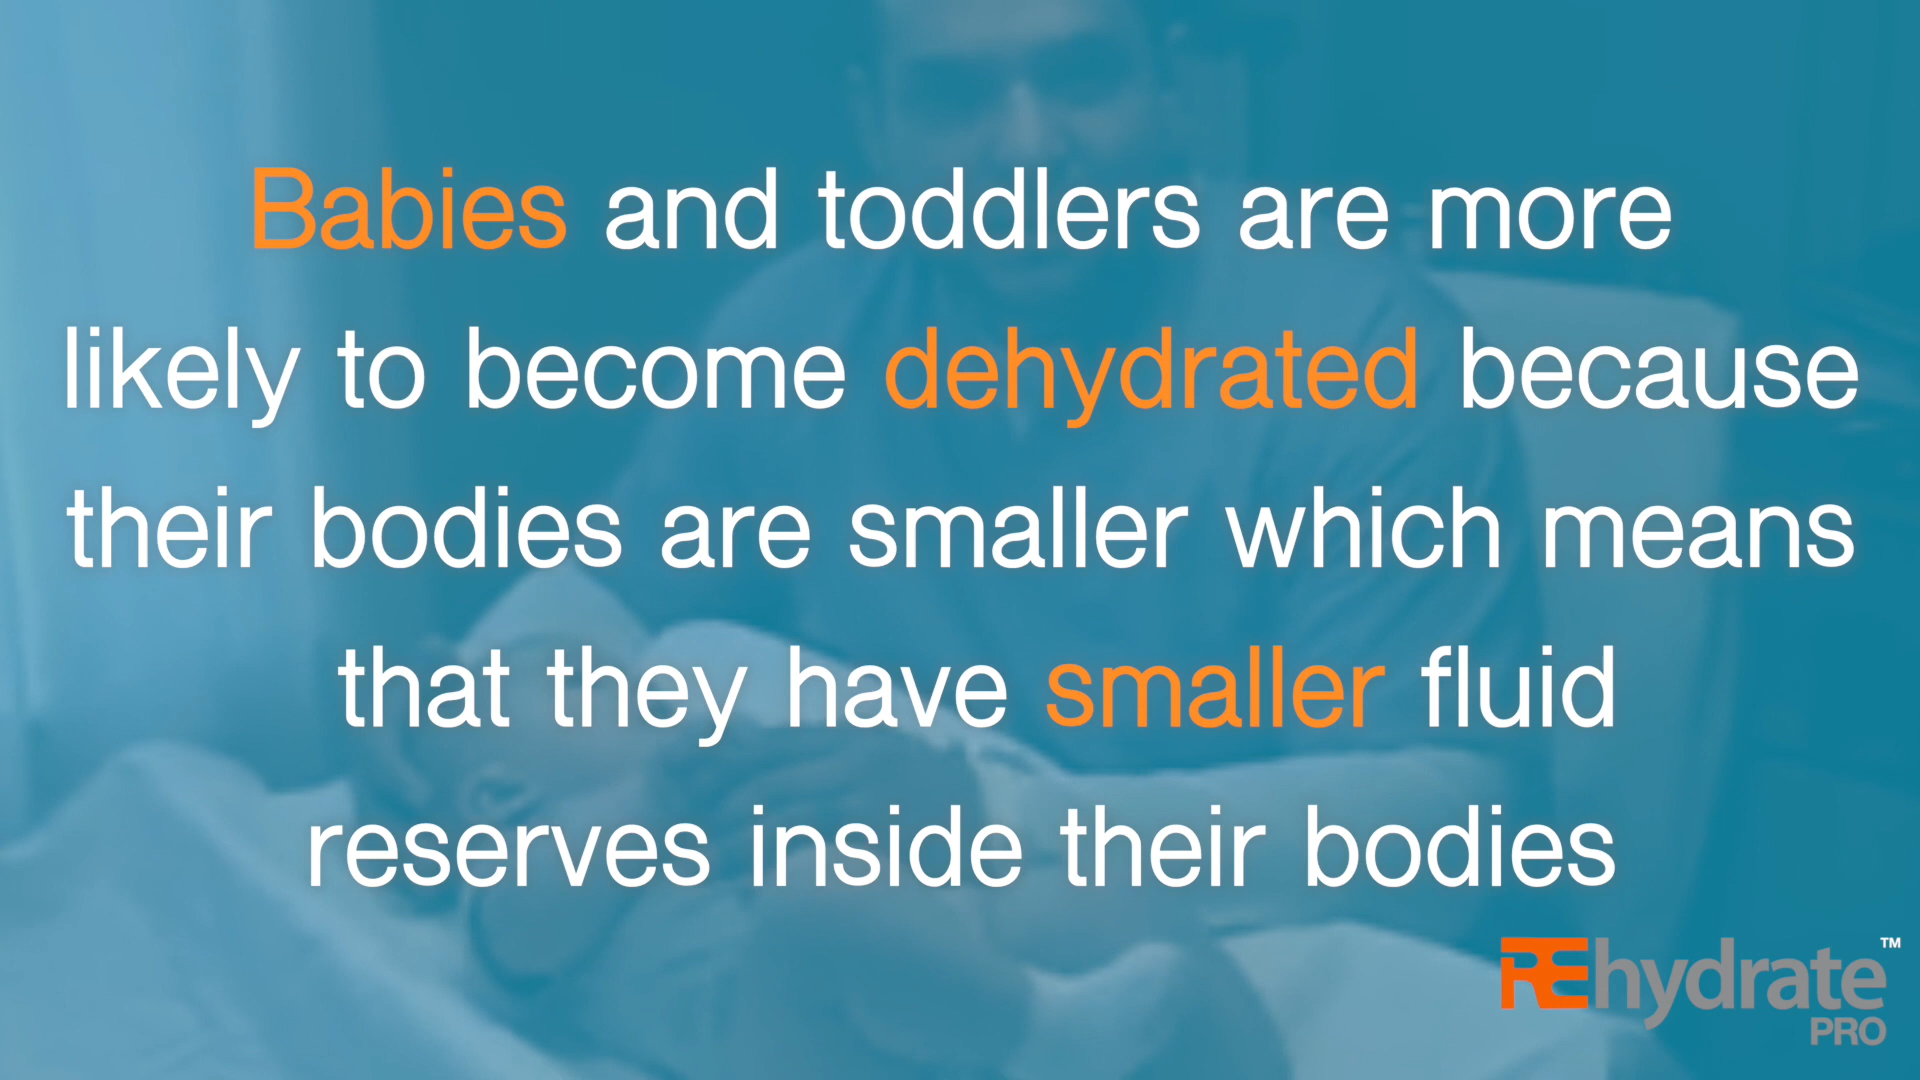 Babies and toddlers are more
likely to become dehydrated because
their bodies are smaller which means
that they have smaller fluid
reserves inside their bodies
REhydrate™
PRO